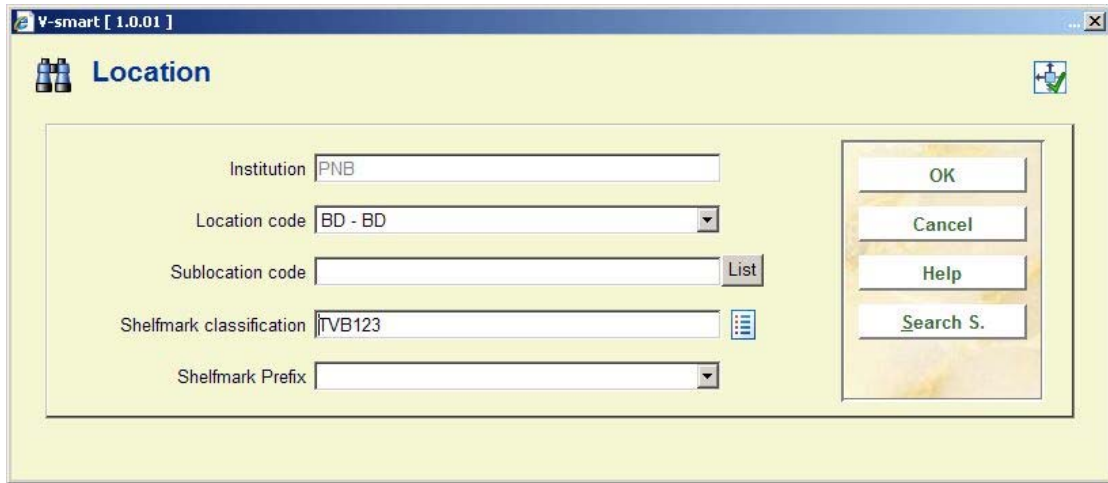 V-smart [ 1.0.01 ]
Location
Institution PNB
Location code BD - BD
Sublocation code List
Shelfmark classification TVB123
Shelfmark Prefix
OK
Cancel
Help
Search S.